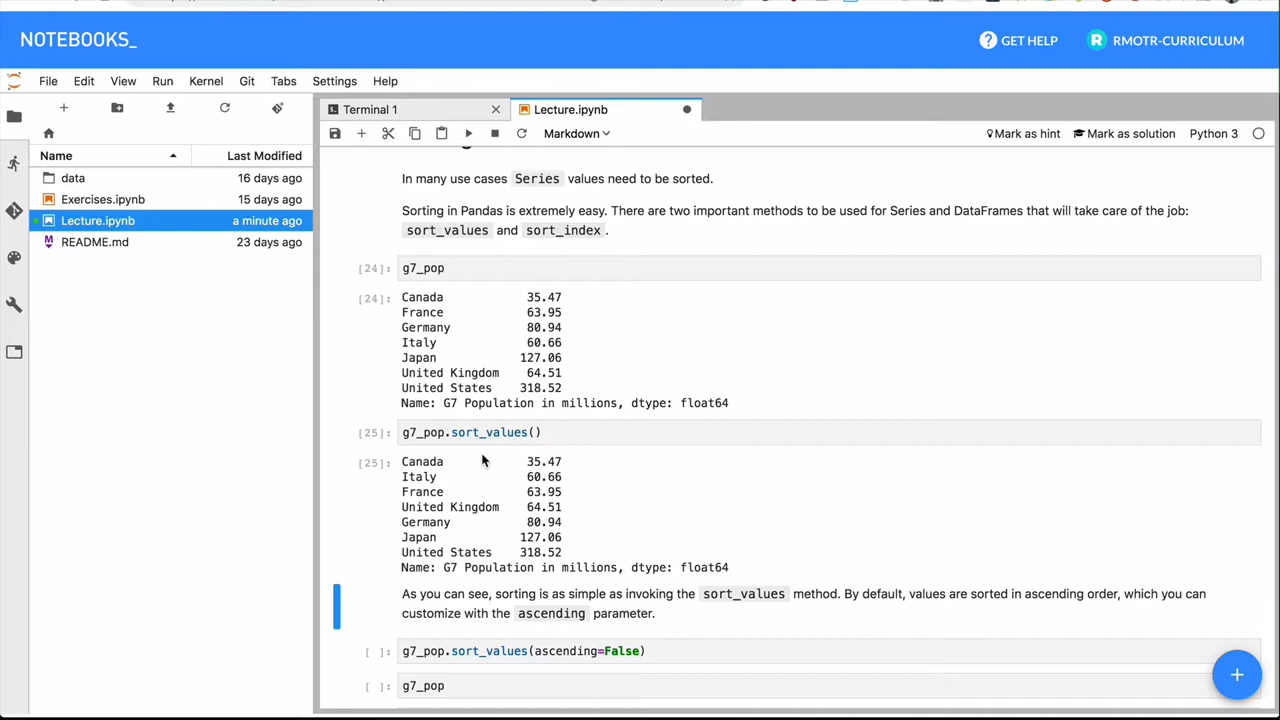 NOTEBOOKS_
GET HELP
R RMOTR-CURRICULUM
File Edit View Run Kernel Git Tabs Settings Help
Terminal 1
Lecture.ipynb
Markdown
Mark as hint
Mark as solution
Python 3
Name Last Modified
data 16 days ago
Exercises.ipynb 15 days ago
Lecture.ipynb a minute ago
README.md 23 days ago
In many use cases Series values need to be sorted.
Sorting in Pandas is extremely easy. There are two important methods to be used for Series and DataFrames that will take care of the job:
sort_values and sort_index .
[24]: g7_pop
[24]: Canada 35.47
France 63.95
Germany 80.94
Italy 60.66
Japan 127.06
United Kingdom 64.51
United States 318.52
Name: G7 Population in millions, dtype: float64
[25]: g7_pop.sort_values()
[25]: Canada 35.47
Italy 60.66
France 63.95
United Kingdom 64.51
Germany 80.94
Japan 127.06
United States 318.52
Name: G7 Population in millions, dtype: float64
As you can see, sorting is as simple as invoking the sort_values method. By default, values are sorted in ascending order, which you can
customize with the ascending parameter.
[ ]: g7_pop.sort_values(ascending=False)
[ ]: g7_pop